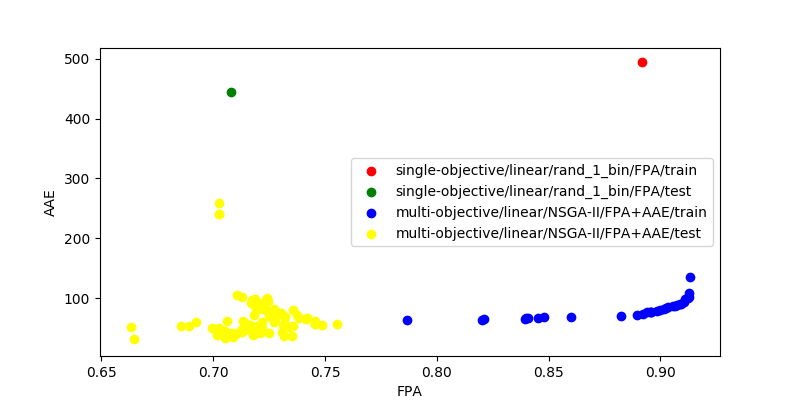 500
400
300
200
100
AAE
single-objective/linear/rand_1_bin/FPA/train
single-objective/linear/rand_1_bin/FPA/test
multi-objective/linear/NSGA-II/FPA+AAE/train
multi-objective/linear/NSGA-II/FPA+AAE/test
0.65 0.70 0.75 0.80 0.85 0.90
FPA